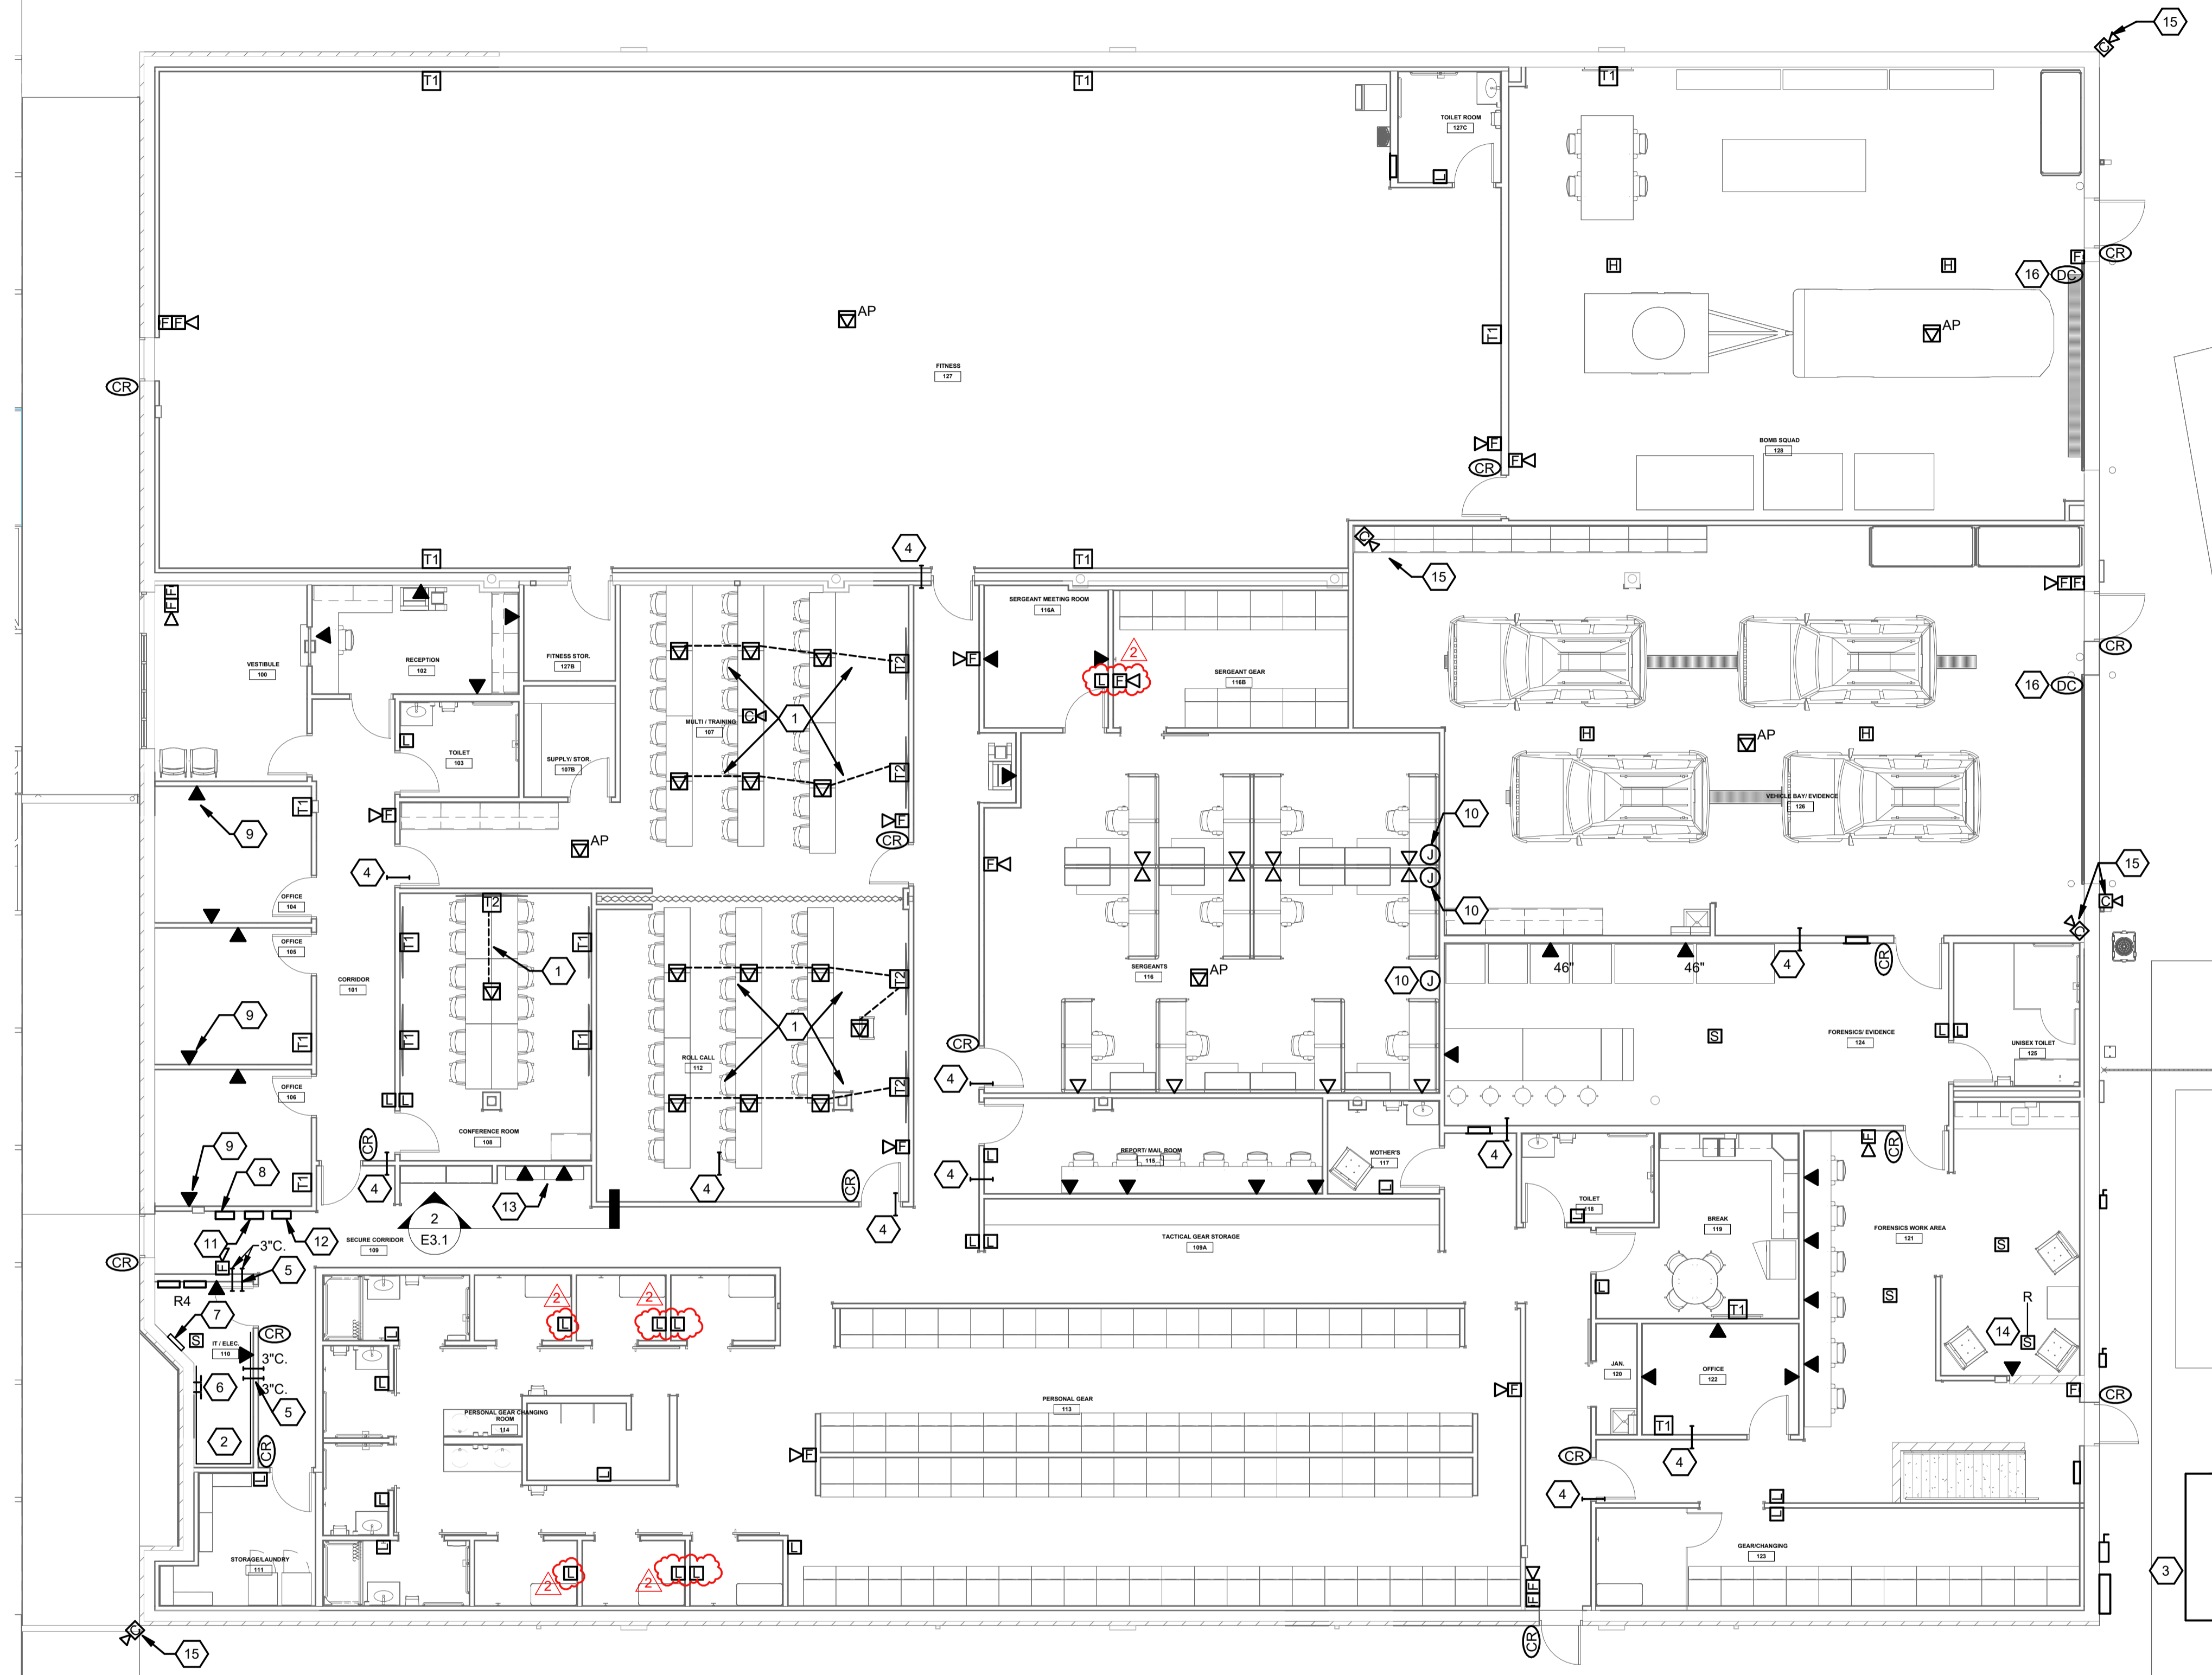 15
T1
T1
T1
TOILET ROOM
127C
L
H
H
F
CR
16
DC
F
F
AP
T1
AP
FITNESS
127
CR
F
CR
F
BOMB SQUAD
128
T1
T1
4
C
15
F
F
F
F
CR
SERGEANT MEETING ROOM
116A
VESTIBULE
100
RECEPTION
102
FITNESS STOR.
127B
T2
F
2
L
F
SERGEANT GEAR
116B
16
DC
MULTI / TRAINING
107
C
1
L
TOILET
103
SUPPLY/ STOR.
107B
T2
H
AP
H
VEHICLE BAY/ EVIDENCE
126
T1
9
F
AP
F
CR
10
J
J
10
F
4
15
C
C
OFFICE
104
T2
OFFICE
105
T1
T1
1
CORRIDOR
101
T2
SERGEANTS
116
AP
10
J
46"
46"
4
CR
9
T1
T1
T1
1
ROLL CALL
112
CR
S
FORENSICS/ EVIDENCE
124
L
L
UNISEX TOILET
125
OFFICE
106
L
L
T2
4
CONFERENCE ROOM
108
CR
F
REPORT/ MAIL ROOM
115
L
MOTHER'S
117
L
4
F
CR
9
8
T1
4
13
4
CR
4
4
TOILET
118
L
BREAK
119
FORENSICS WORK AREA
121
11
12
2
E3.1
SECURE CORRIDOR
109
TACTICAL GEAR STORAGE
109A
L
L
CR
F
3"C.
5
R4
7
S
IT / ELEC.
110
CR
3"C.
3"C.
6
5
2
CR
L
L
2
L
2
L
L
L
L
T1
S
S
R
14
S
JAN.
120
OFFICE
122
T1
4
F
CR
PERSONAL GEAR CHANGING
ROOM
114
PERSONAL GEAR
113
F
F
L
L
CR
4
L
L
L
L
STORAGE/LAUNDRY
111
2
L
2
L
L
F
F
GEAR/CHANGING
123
3
C
15
CR